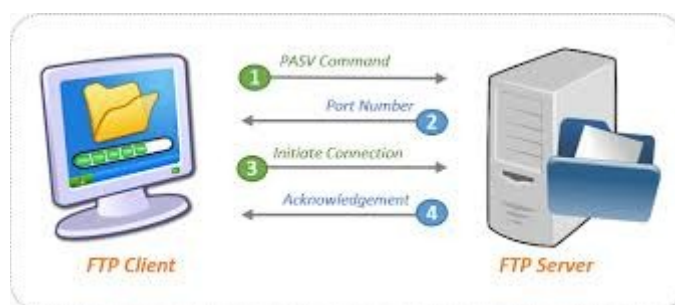 PASV Command
1
Port Number
2
Initiate Connection
3
Acknowledgement
4
FTP Client
FTP Server